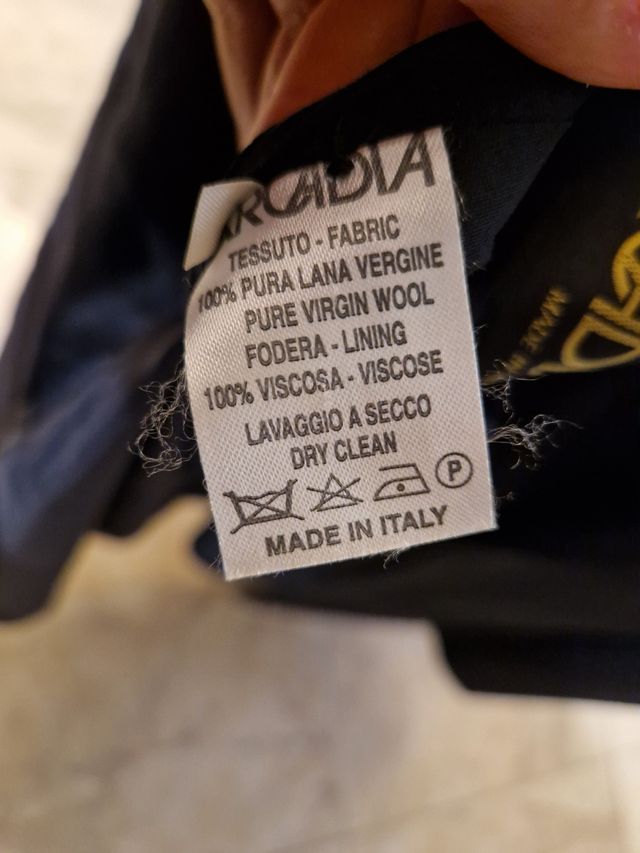 ARCADIA
TESSUTO - FABRIC
100% PURA LANA VERGINE
PURE VIRGIN WOOL
FODERA - LINING
100% VISCOSA - VISCOSE
LAVAGGIO A SECCO
DRY CLEAN
P
MADE IN ITALY
MADE